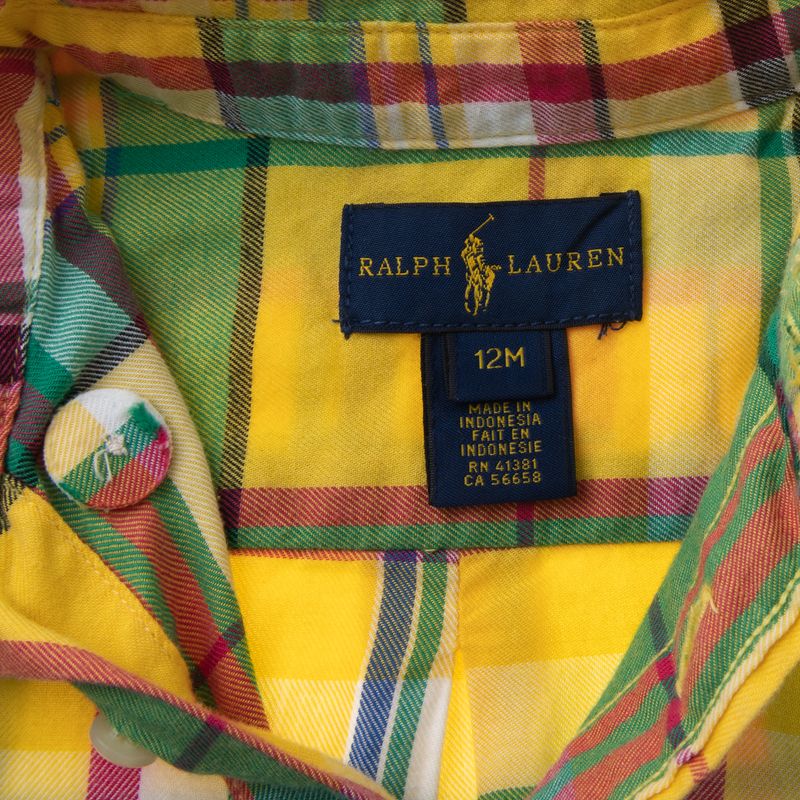 RALPH LAUREN
12M
MADE IN
INDONESIA
FAIT EN
INDONESIE
RN 41381
CA 56658